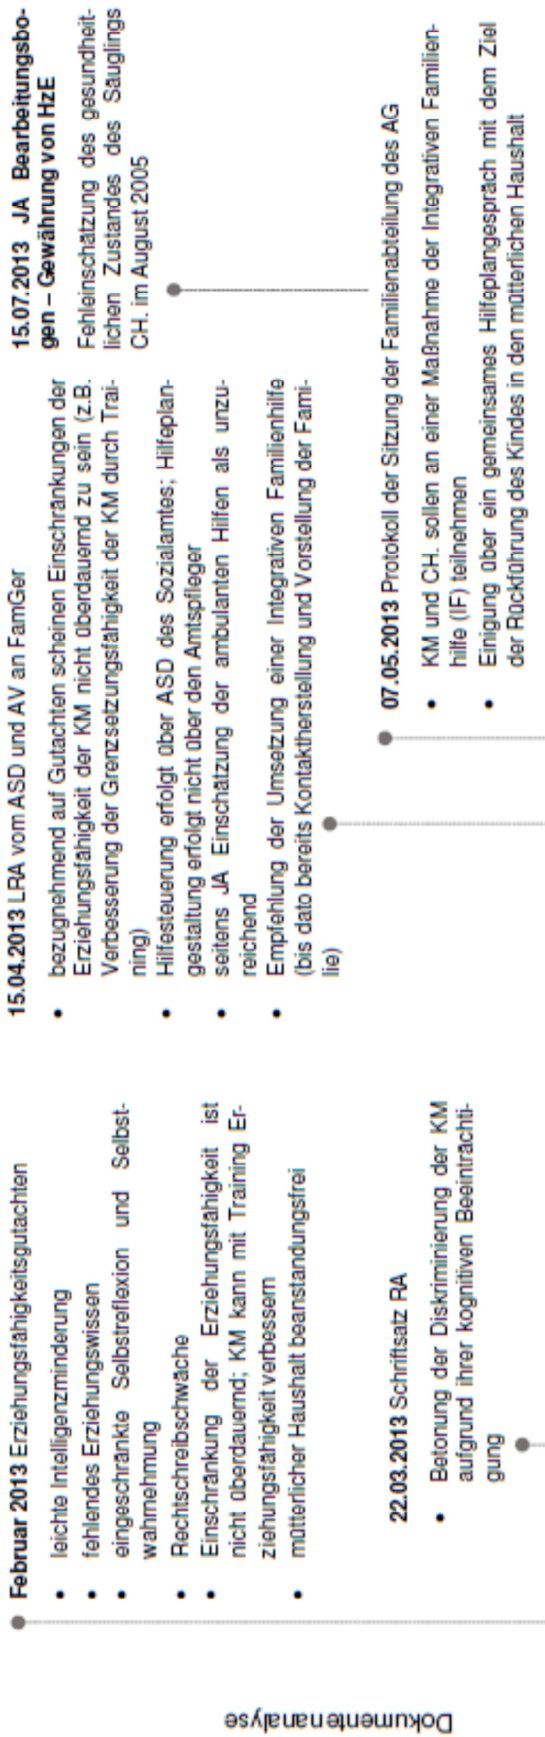 Dokumentenanalyse
Februar 2013 Erziehungsfähigkeitsgutachten
• leichte Intelligenzminderung
• fehlendes Erziehungswissen
• eingeschränkte Selbstreflexion und Selbst-
wahrnehmung
• Rechtschreibschwäche
• Einschränkung der Erziehungsfähigkeit ist
nicht überdauernd; KM kann mit Training Er-
ziehungsfähigkeit verbessern
• mütterlicher Haushalt beanstandungsfrei
22.03.2013 Schriftsatz RA
• Betonung der Diskriminierung der KM
aufgrund ihrer kognitiven Beeinträchti-
gung
15.04.2013 LRA vom ASD und AV an FamGer
• bezugnehmend auf Gutachten scheinen Einschränkungen der
Erziehungsfähigkeit der KM nicht überdauernd zu sein (z.B.
Verbesserung der Grenzsetzungsfähigkeit der KM durch Trai-
ning)
• Hilfesteuerung erfolgt über ASD des Sozialamtes; Hilfeplan-
gestaltung erfolgt nicht über den Amtspfleger
• seitens JA Einschätzung der ambulanten Hilfen als unzu-
reichend
• Empfehlung der Umsetzung einer Integrativen Familienhilfe
(bis dato bereits Kontaktherstellung und Vorstellung der Fami-
lie)
07.05.2013 Protokoll der Sitzung der Familienabteilung des AG
• KM und CH. sollen an einer Maßnahme der Integrativen Familien-
hilfe (IF) teilnehmen
• Einigung über ein gemeinsames Hilfeplangespräch mit dem Ziel
der Rückführung des Kindes in den mütterlichen Haushalt
15.07.2013 JA Bearbeitungsbo-
gen – Gewährung von HzE
Fehleinschätzung des gesundheit-
lichen Zustandes des Säuglings
CH. im August 2005